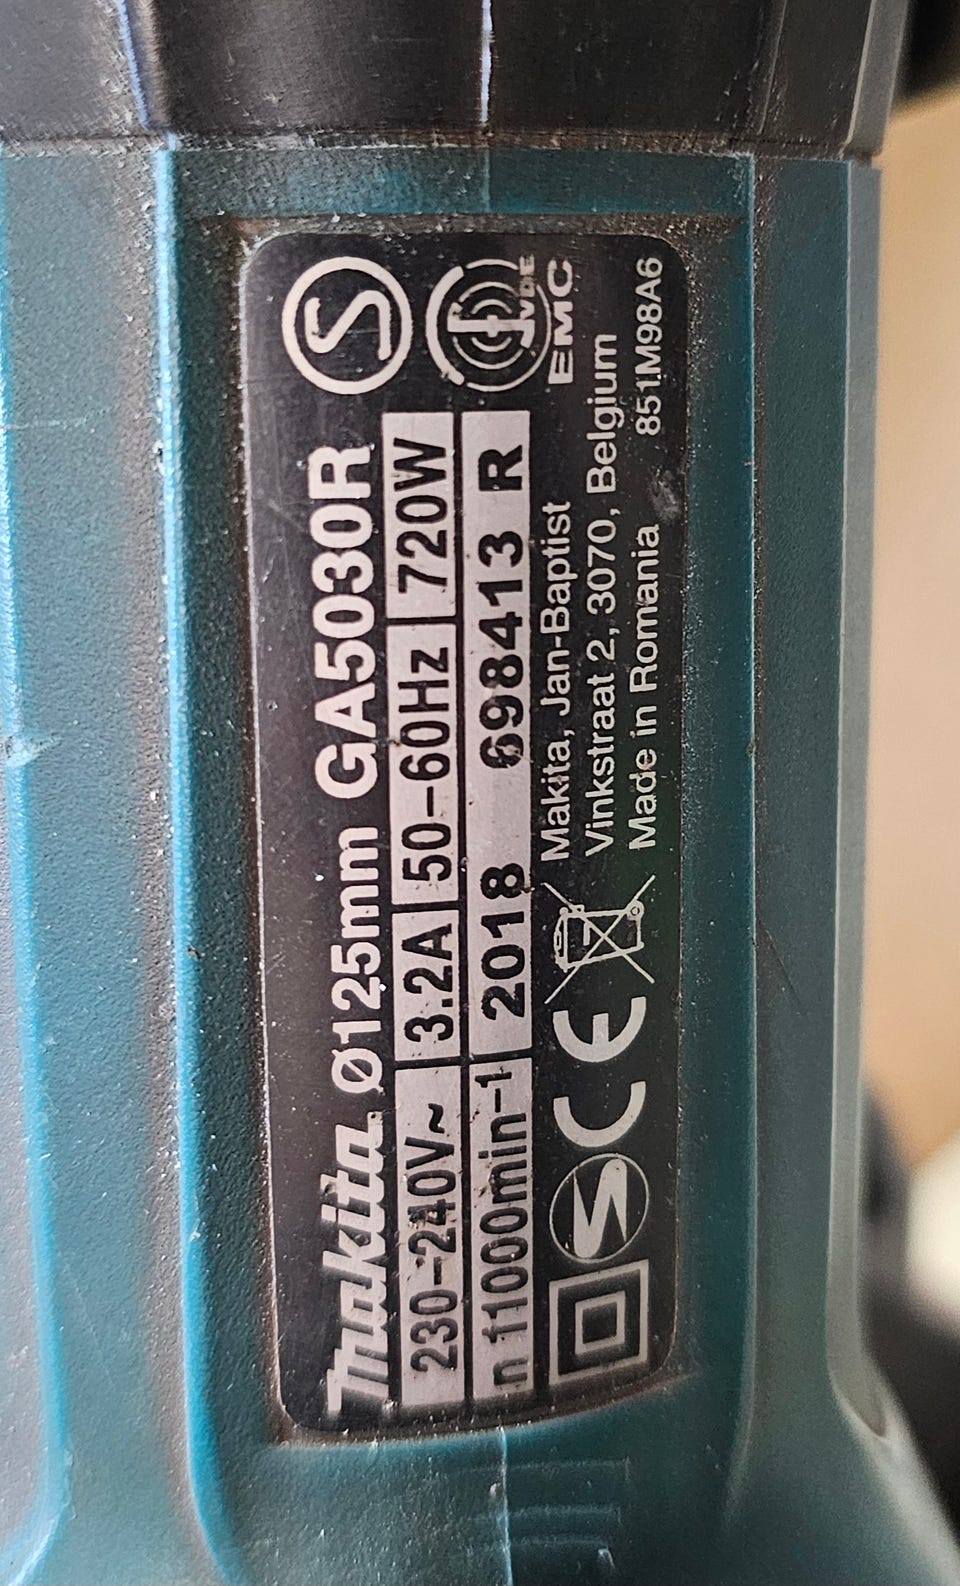 makita Ø125mm GA5030R S
230-240V~ 3.2A 50-60Hz 720W
n 11000min-1 2018 698413 R
VDE
EMC
CE Makita, Jan-Baptist
Vinkstraat 2, 3070, Belgium
Made in Romania 851M98A6